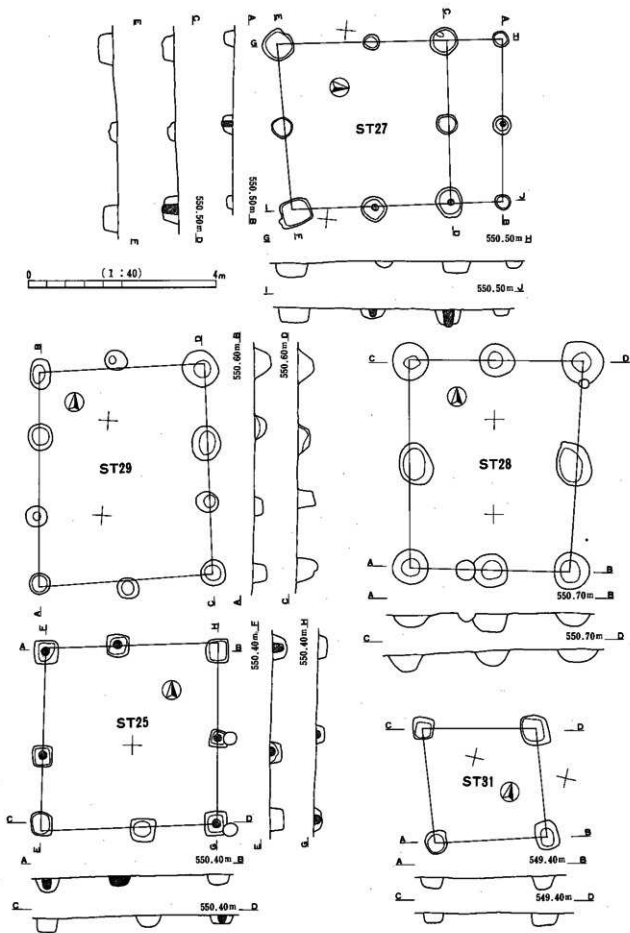 E C A
E G C A H
ST27
I E D B J
E 550.50m D 550.50m B
G 550.50m H
I 550.50m J
0 (1:40) 4m
B D
ST29
A C
550.60m B
A
550.60m D
C
C D
ST28
A B
A 550.70m B
C 550.70m D
F H
A B
ST25
C D
E G
550.40m F
E
550.40m H
G
A 550.40m B
C 550.40m D
C D
ST31
A B
A 549.40m B
C 549.40m D